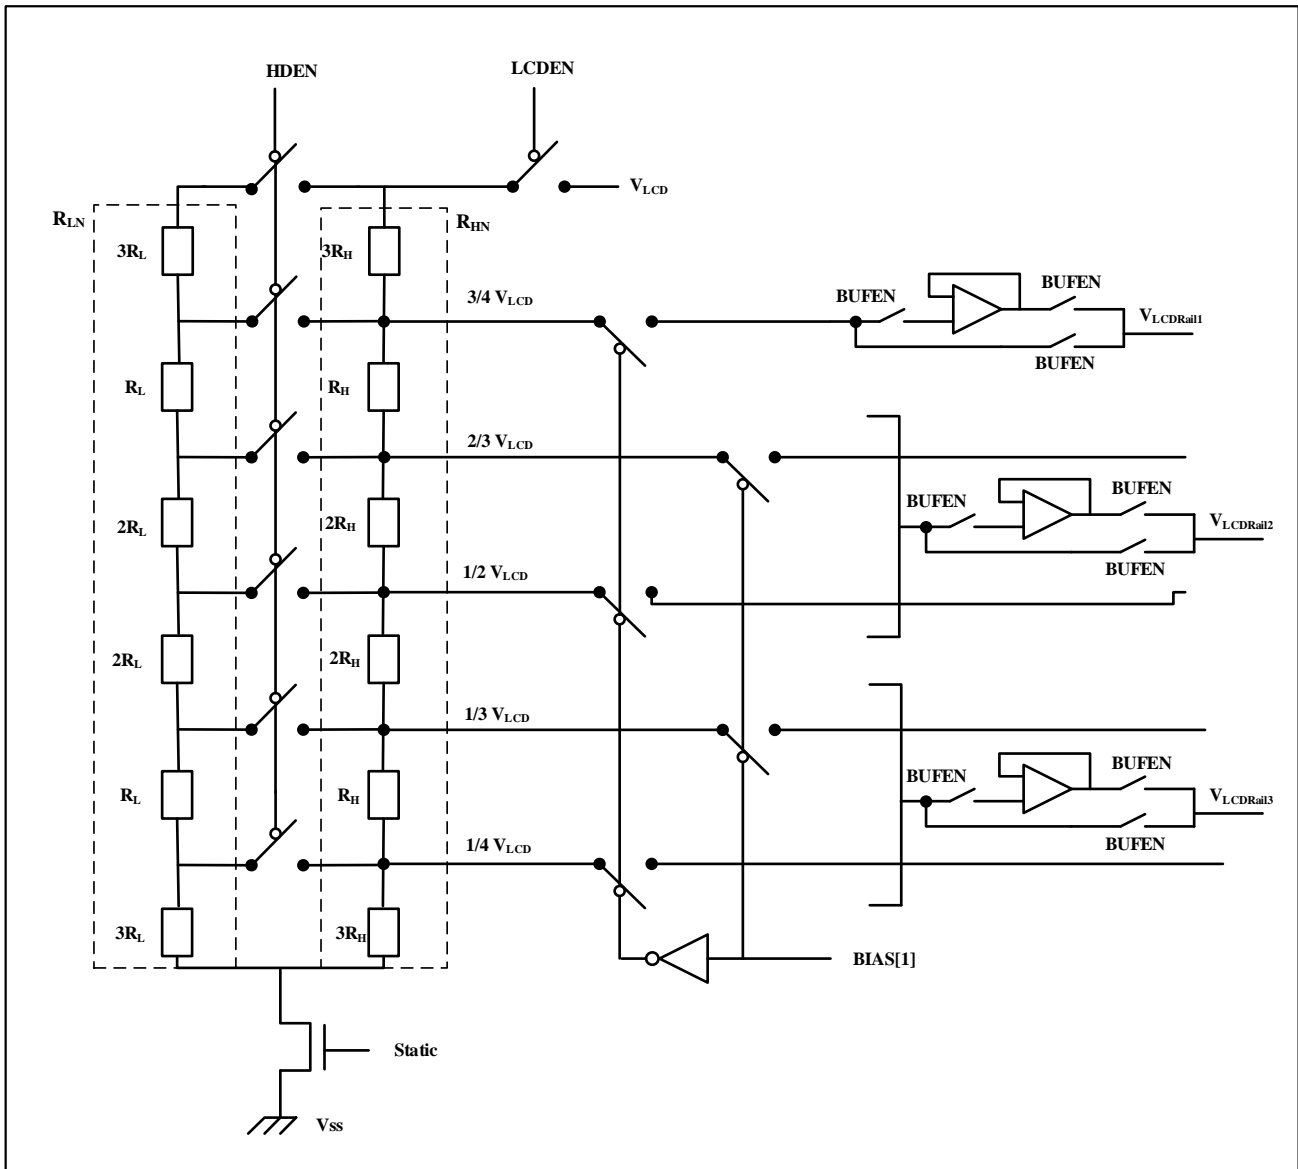 HDEN
LCDEN
VLCD
RLN
RHN
3RL
3RH
3/4 VLCD
BUFEN
BUFEN
VLCDRail1
BUFEN
RL
RH
2/3 VLCD
BUFEN
BUFEN
VLCDRail2
BUFEN
2RL
2RH
1/2 VLCD
2RL
2RH
1/3 VLCD
BUFEN
BUFEN
VLCDRail3
BUFEN
RL
RH
1/4 VLCD
3RL
3RH
BIAS[1]
Static
Vss